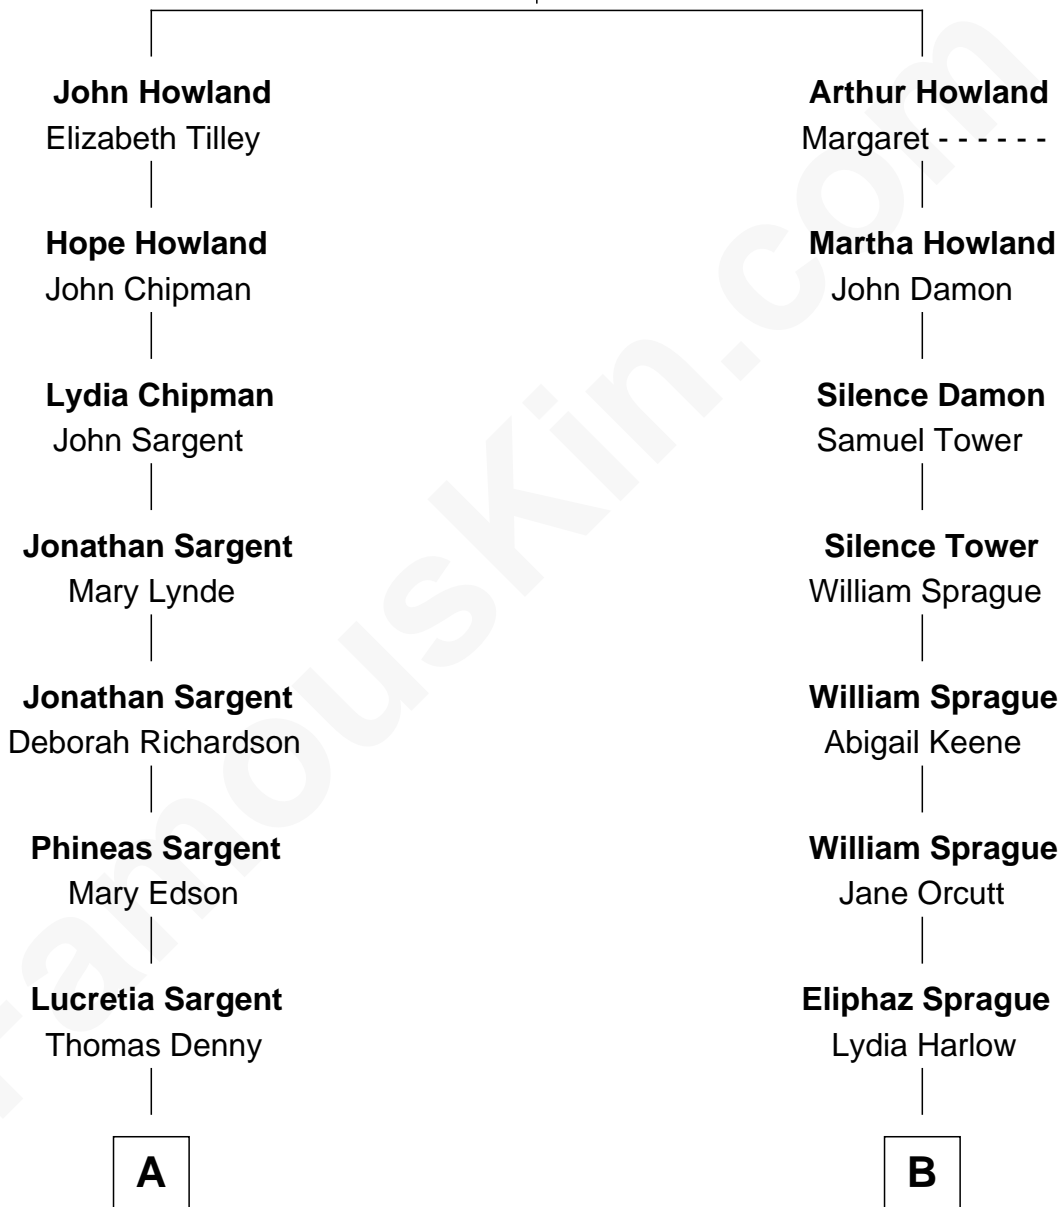 John Howland
Elizabeth Tilley
Hope Howland
John Chipman
Lydia Chipman
John Sargent
Jonathan Sargent
Mary Lynde
Jonathan Sargent
Deborah Richardson
Phineas Sargent
Mary Edson
Lucretia Sargent
Thomas Denny
A
Arthur Howland
Margaret - - - - - -
Martha Howland
John Damon
Silence Damon
Samuel Tower
Silence Tower
William Sprague
William Sprague
Abigail Keene
William Sprague
Jane Orcutt
Eliphaz Sprague
Lydia Harlow
B
FamousKin.com